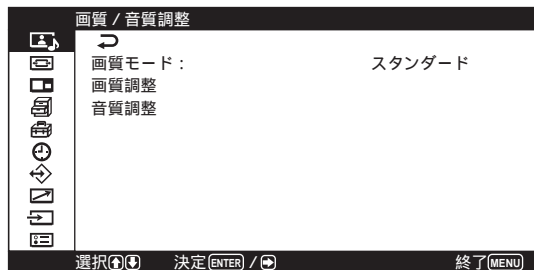 画質 / 音質調整
画質モード： スタンダード
画質調整
音質調整
選択 決定 ENTER / 終了 MENU